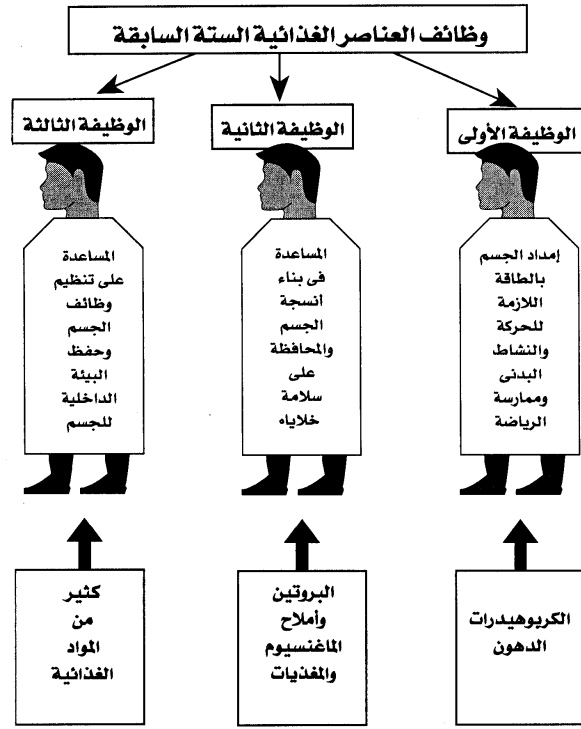 وظائف العناصر الغذائية الستة السابقة
الوظيفة الأولى
الوظيفة الثانية
الوظيفة الثالثة
إمداد الجسم
بالطاقة
اللازمة
للحركة
والنشاط
البدنى
وممارسة
الرياضة
المساعدة
فى بناء
أنسجة
الجسم
والمحافظة
على
سلامة
خلاياه
المساعدة
على تنظيم
وظائف
الجسم
وحفظ
البيئة
الداخلية
للجسم
الكربوهيدرات
الدهون
البروتين
وأملاح
الماغنسيوم
والمغذيات
كثير
من
المواد
الغذائية